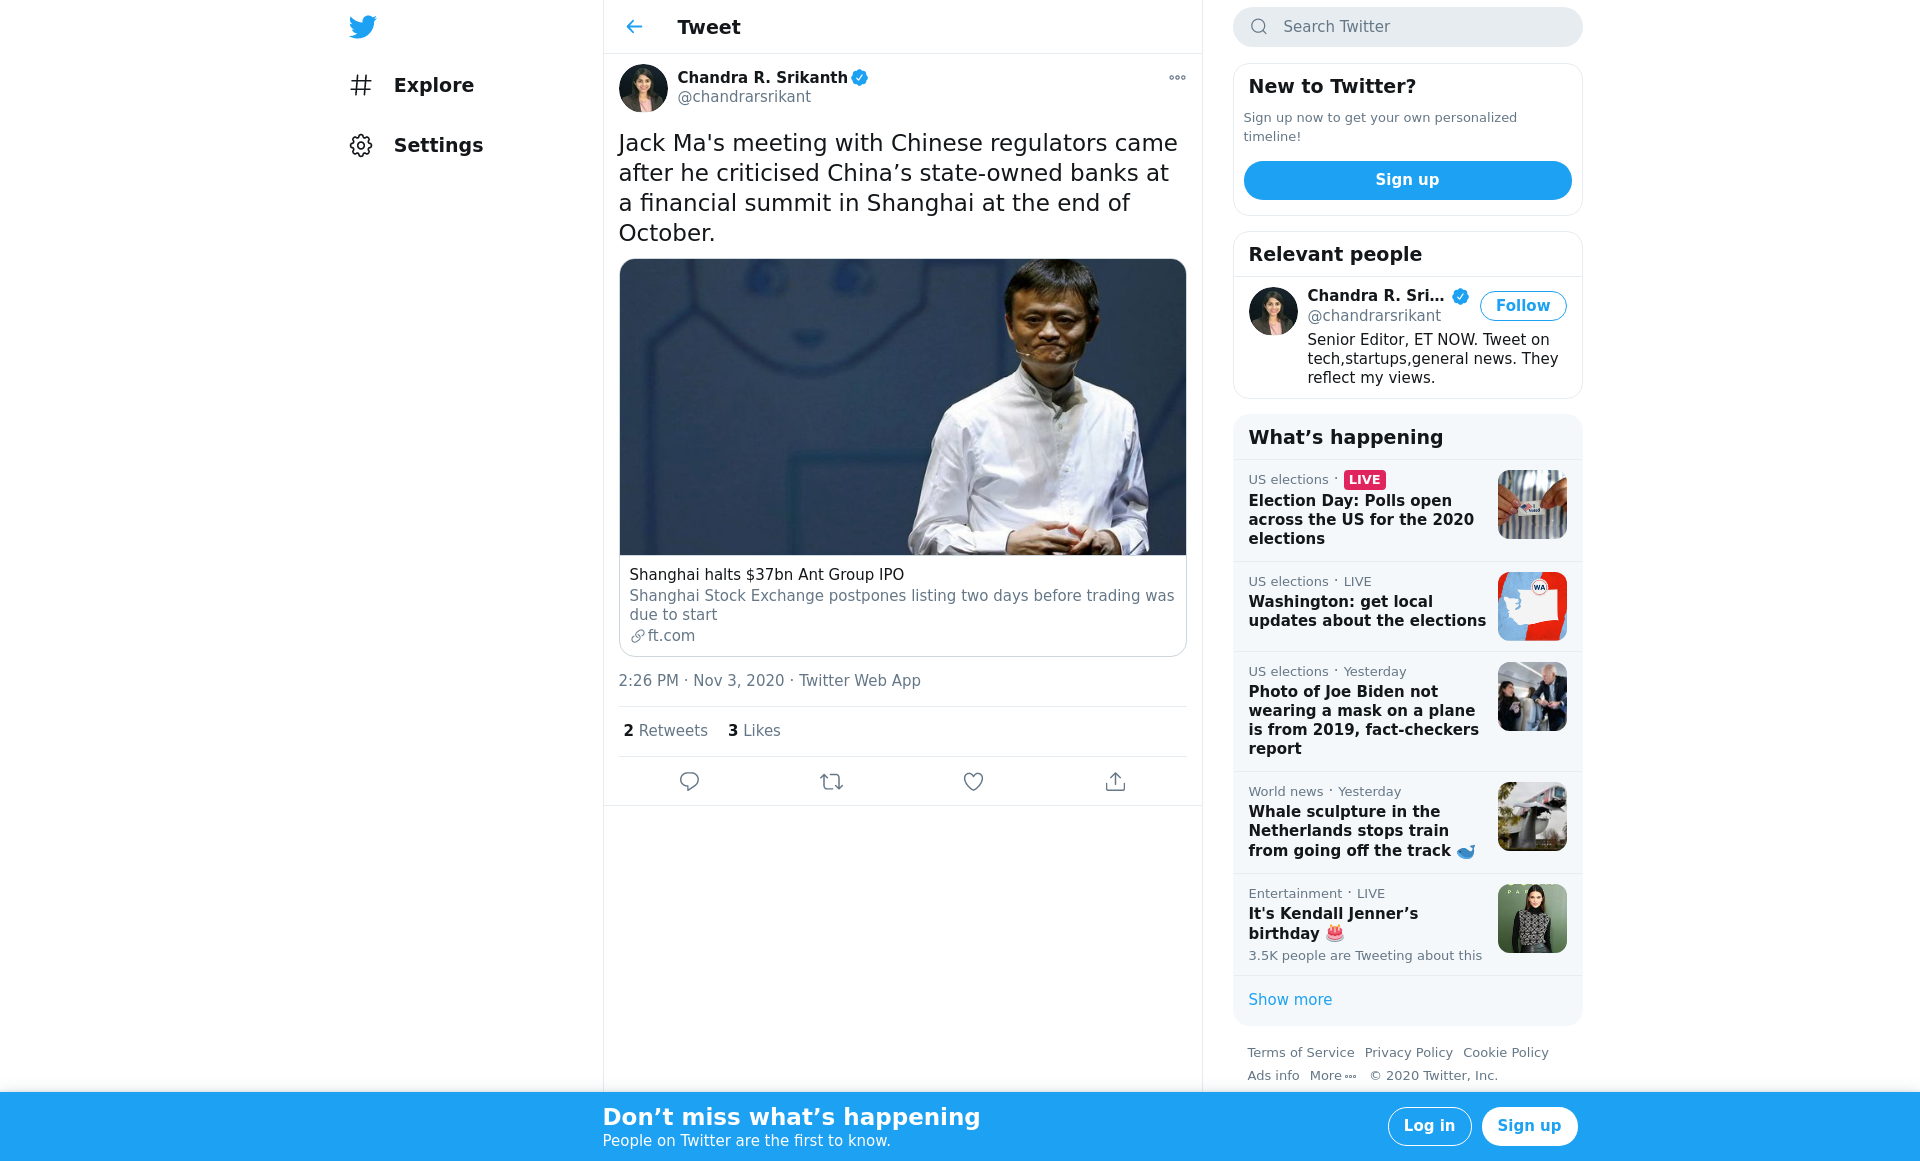 Explore
Settings
Tweet
Chandra R. Srikanth
@chandrarsrikant
Jack Ma's meeting with Chinese regulators came
after he criticised China’s state-owned banks at
a financial summit in Shanghai at the end of
October.
Shanghai halts $37bn Ant Group IPO
Shanghai Stock Exchange postpones listing two days before trading was
due to start
ft.com
2:26 PM · Nov 3, 2020 · Twitter Web App
2 Retweets 3 Likes
Search Twitter
New to Twitter?
Sign up now to get your own personalized
timeline!
Sign up
Relevant people
Chandra R. Sri...
@chandrarsrikant
Follow
Senior Editor, ET NOW. Tweet on
tech,startups,general news. They
reflect my views.
What’s happening
US elections · LIVE
Election Day: Polls open
across the US for the 2020
elections
US elections · LIVE
Washington: get local
updates about the elections
WA
US elections · Yesterday
Photo of Joe Biden not
wearing a mask on a plane
is from 2019, fact-checkers
report
World news · Yesterday
Whale sculpture in the
Netherlands stops train
from going off the track 🐋
Entertainment · LIVE
It's Kendall Jenner’s
birthday 🎂
3.5K people are Tweeting about this
Show more
Terms of Service Privacy Policy Cookie Policy
Ads info More © 2020 Twitter, Inc.
Don’t miss what’s happening
People on Twitter are the first to know.
Log in
Sign up